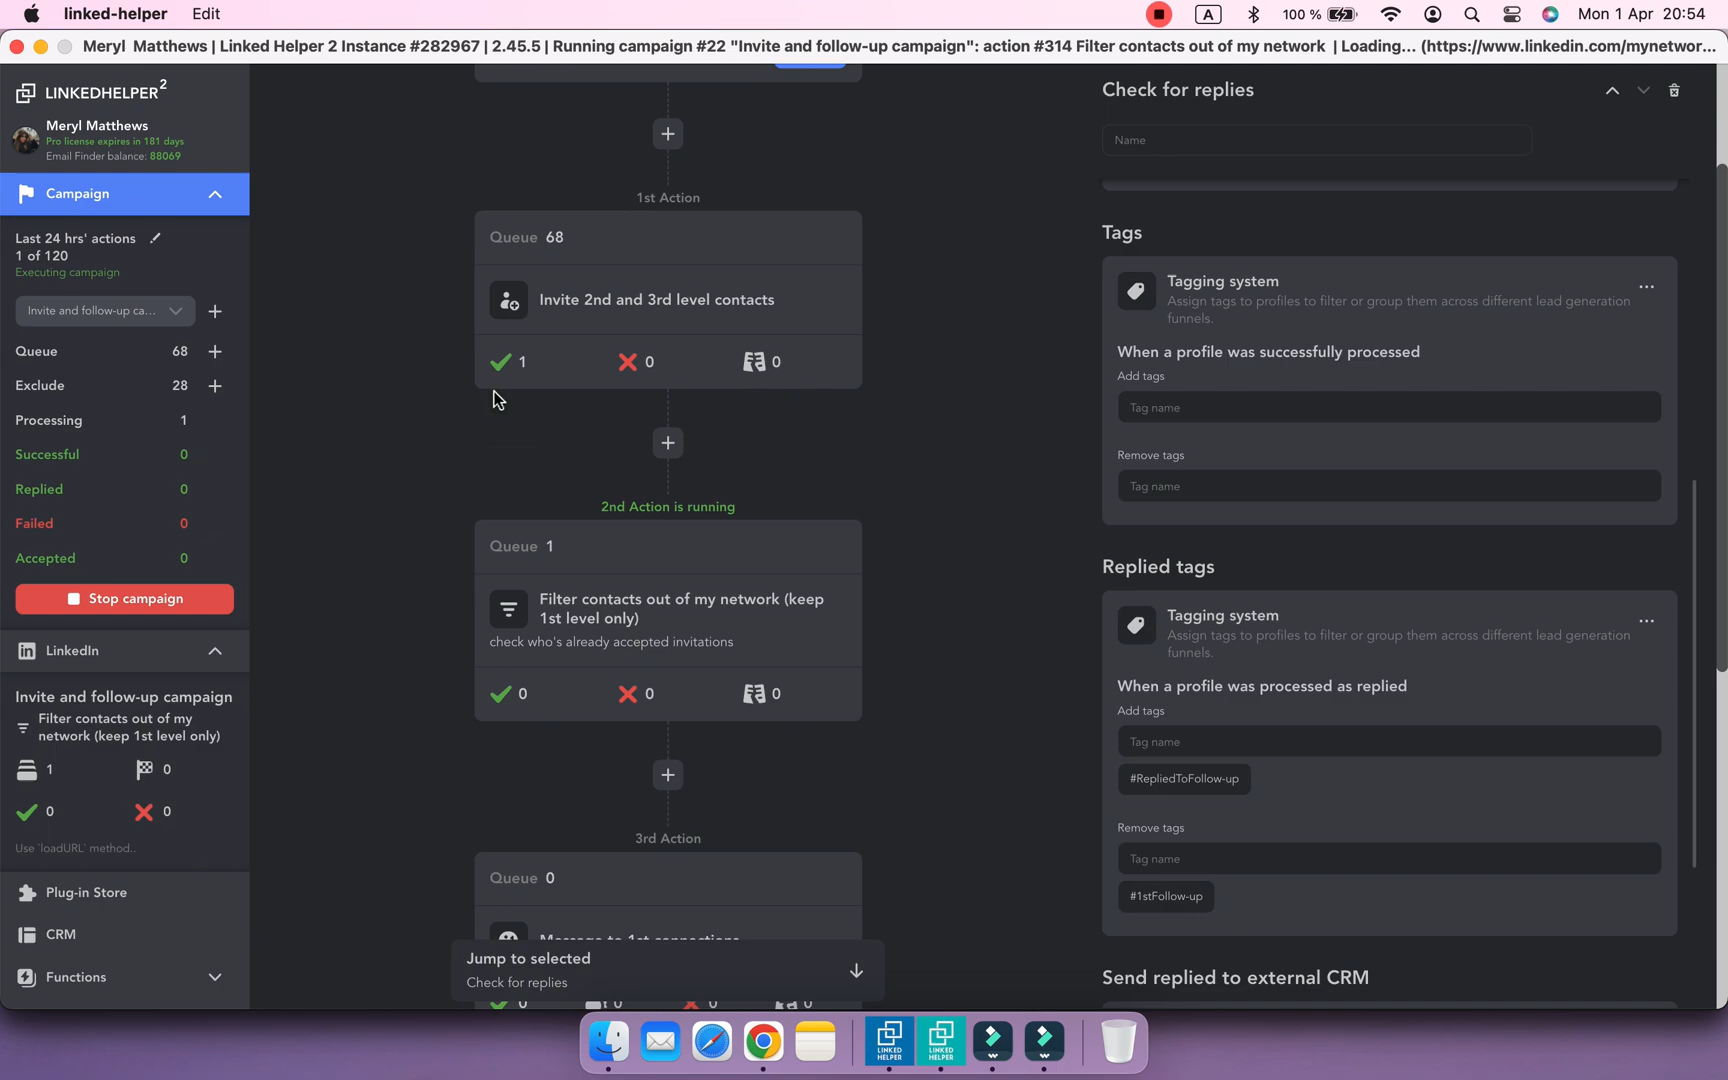 linked-helper Edit A 100 % Mon 1 Apr 20:54
Meryl Matthews | Linked Helper 2 Instance #282967 | 2.45.5 | Running campaign #22 "Invite and follow-up campaign": action #314 Filter contacts out of my network | Loading... (https://www.linkedin.com/mynetwor...
LINKEDHELPER2
Meryl Matthews
Pro license expires in 181 days
Email Finder balance: 88069
Campaign
Last 24 hrs' actions
1 of 120
Executing campaign
Invite and follow-up ca...
Queue 68
Exclude 28
Processing 1
Successful 0
Replied 0
Failed 0
Accepted 0
Stop campaign
LinkedIn
Invite and follow-up campaign
Filter contacts out of my
network (keep 1st level only)
1 0
0 0
Use `loadURL` method..
Plug-in Store
CRM
Functions
1st Action
Queue 68
Invite 2nd and 3rd level contacts
1 0 0
2nd Action is running
Queue 1
Filter contacts out of my network (keep
1st level only)
check who's already accepted invitations
0 0 0
3rd Action
Queue 0
Message to 1st connections
Jump to selected
Check for replies
0 0 0 0
Check for replies
Name
Tags
Tagging system
Assign tags to profiles to filter or group them across different lead generation
funnels.
When a profile was successfully processed
Add tags
Tag name
Remove tags
Tag name
Replied tags
Tagging system
Assign tags to profiles to filter or group them across different lead generation
funnels.
When a profile was processed as replied
Add tags
Tag name
#RepliedToFollow-up
Remove tags
Tag name
#1stFollow-up
Send replied to external CRM
LINKED
HELPER
LINKED
HELPER